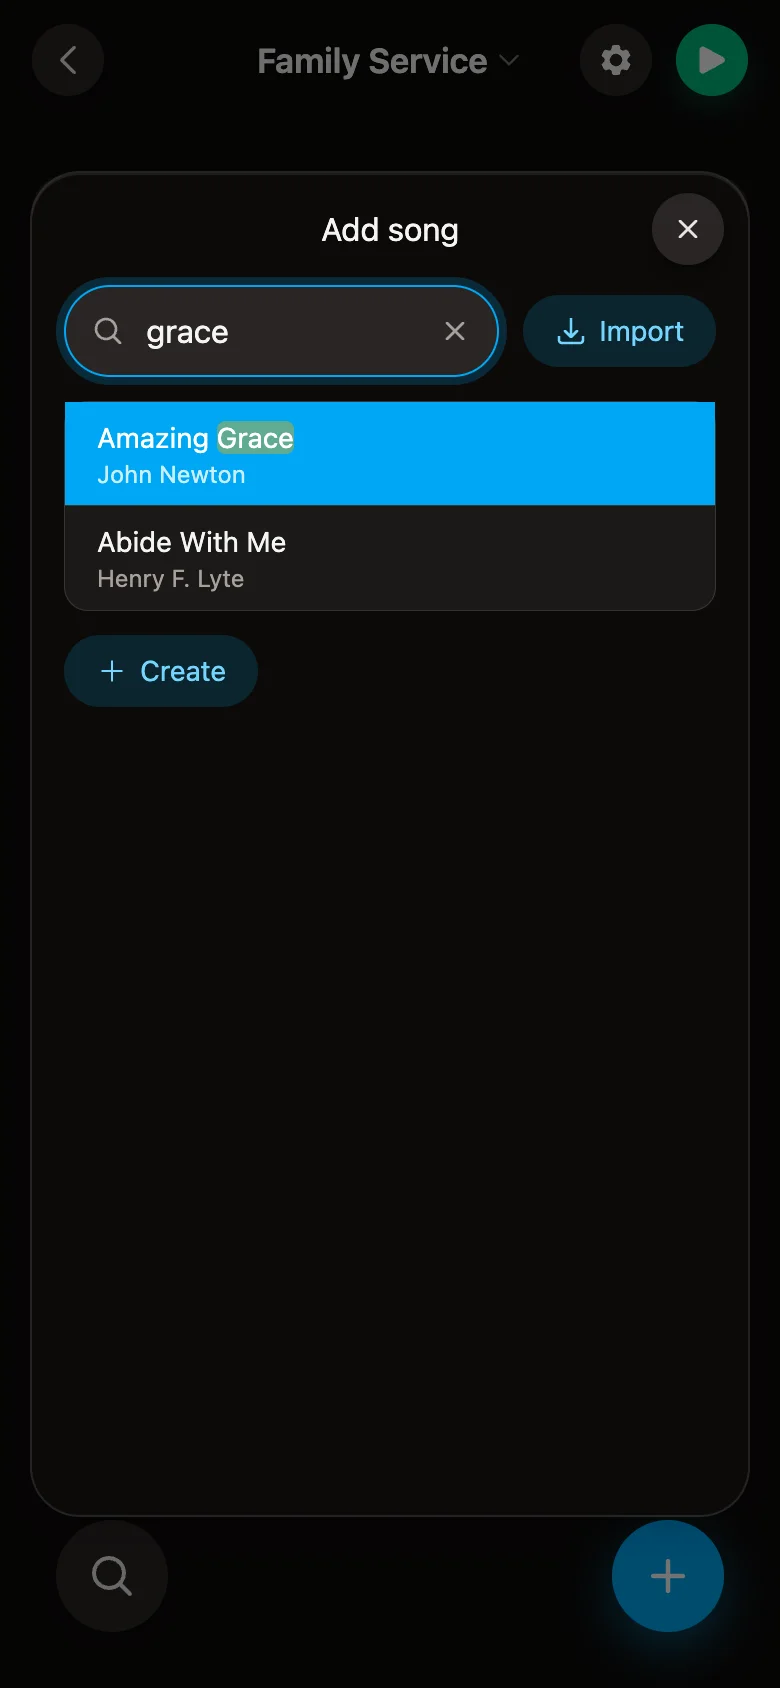 Family Service
Add song
grace
Import
Amazing Grace
John Newton
Abide With Me
Henry F. Lyte
Create